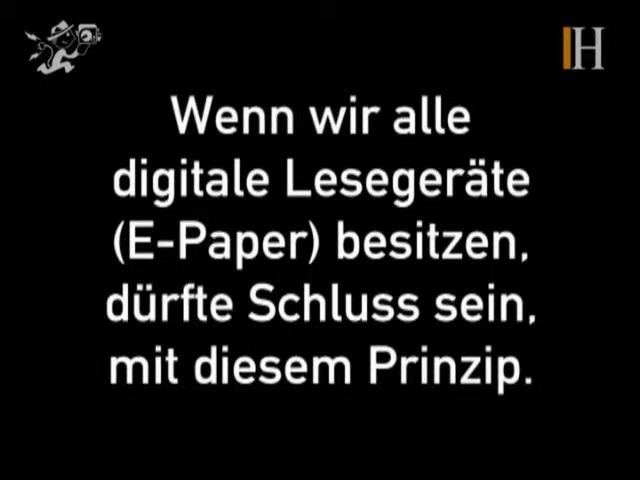 H
Wenn wir alle
digitale Lesegeräte
(E-Paper) besitzen,
dürfte Schluss sein,
mit diesem Prinzip.